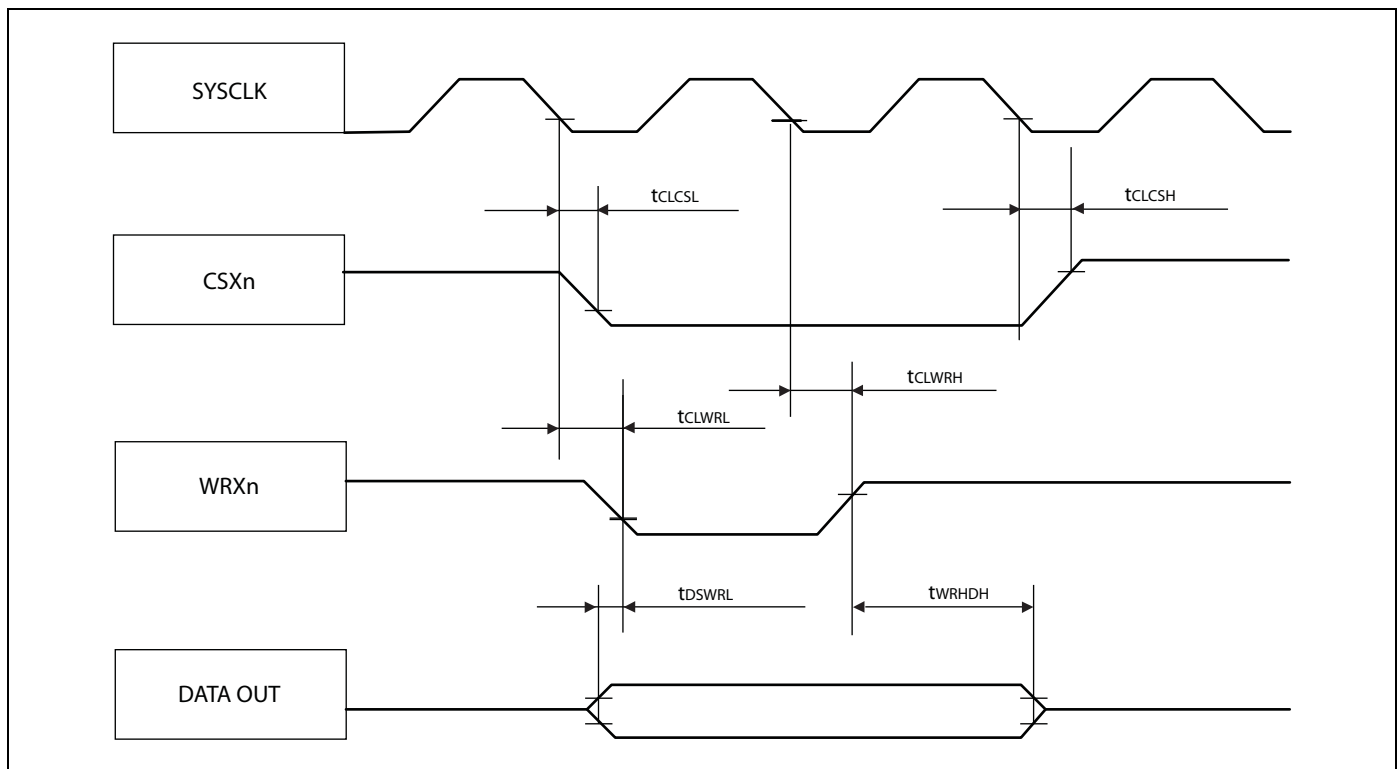 SYSCLK
tCLCSL
tCLCSH
CSXn
tCLWRH
tCLWRL
WRXn
tDSWRL
tWRHDH
DATA OUT